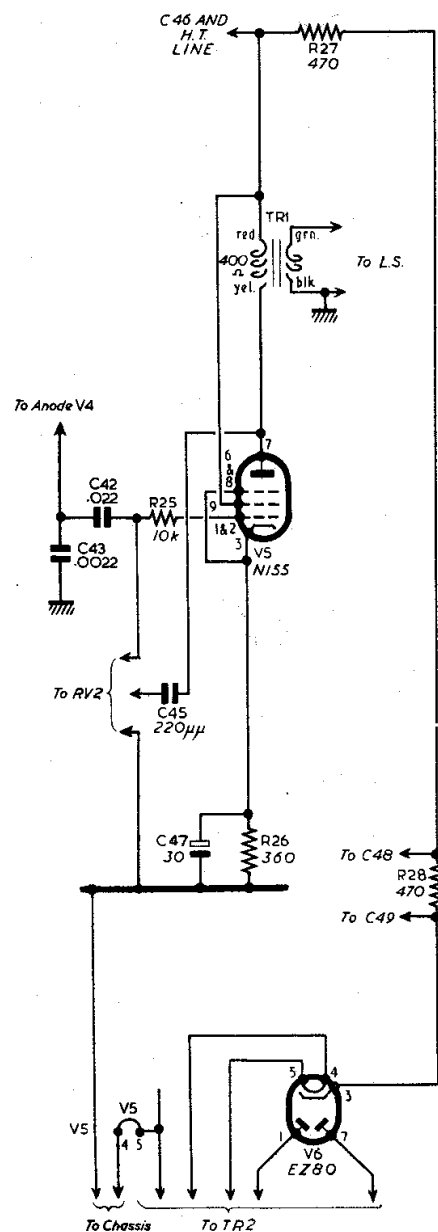 C46 AND
H.T.
LINE
R27
470
TR1
red
grn.
400
Ω
yel.
blk
To L.S.
To Anode V4
7
6
&
8
C42
.022
R25
10k
9
1&2
3
V5
N155
C43
.0022
To RV2
C45
220μμ
C47
30
R26
360
To C48
R28
470
To C49
5
4
3
V5
V5
4
5
1
7
V6
EZ80
To Chassis
To TR2